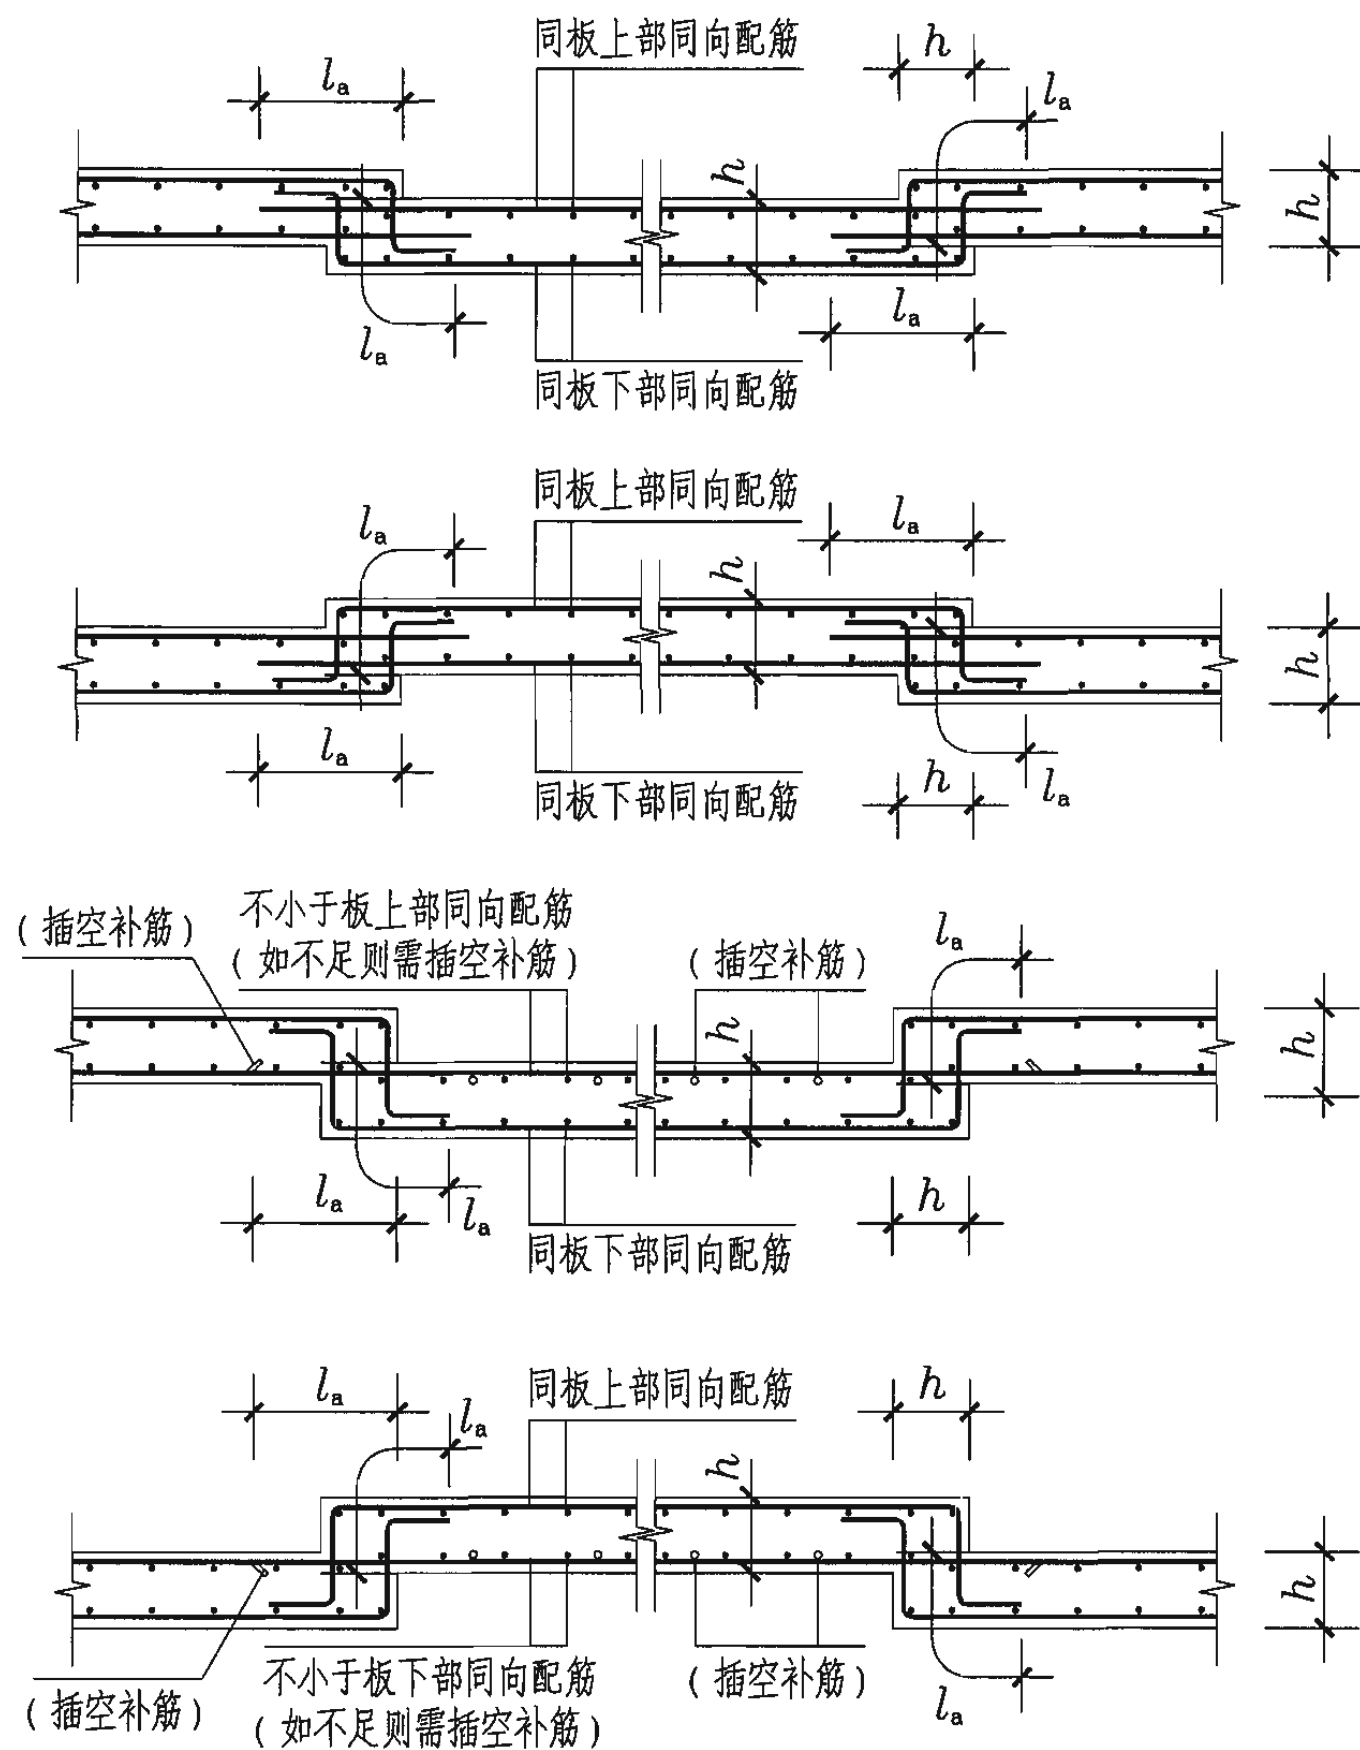 同板上部同向配筋
h
lₐ
lₐ
h
h
lₐ
lₐ
同板下部同向配筋
同板上部同向配筋
lₐ
lₐ
h
h
lₐ
同板下部同向配筋
h
lₐ
(插空补筋)
不小于板上部同向配筋
(如不足则需插空补筋)
(插空补筋)
lₐ
h
h
lₐ
lₐ
h
同板下部同向配筋
lₐ
同板上部同向配筋
h
lₐ
h
h
(插空补筋)
不小于板下部同向配筋
(如不足则需插空补筋)
(插空补筋)
lₐ